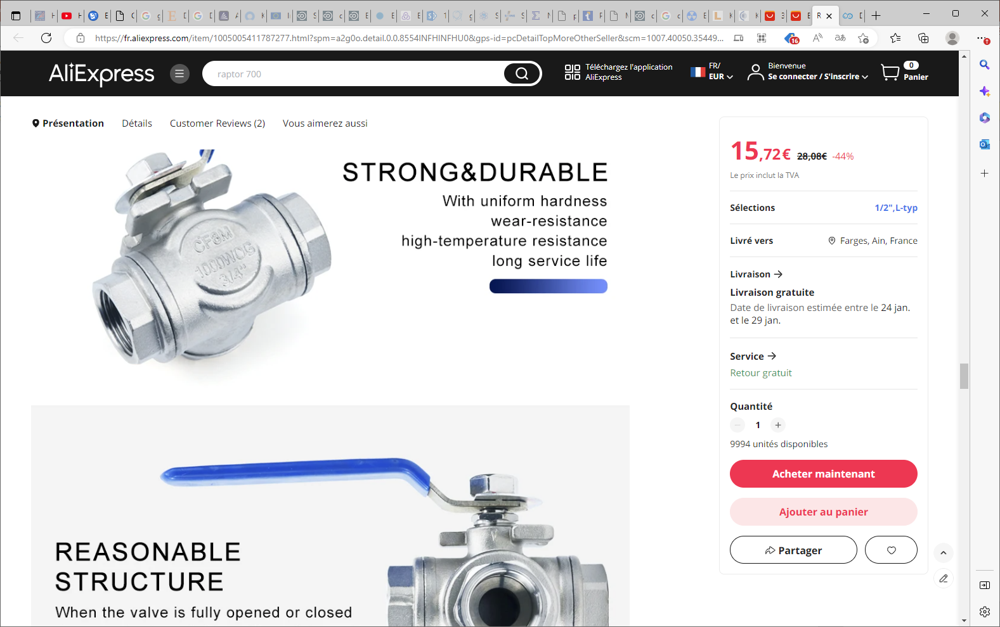 https://fr.aliexpress.com/item/1005005411787277.html?spm=a2g0o.detail.0.0.8554INFHINFHU0&gps-id=pcDetailTopMoreOtherSeller&scm=1007.40050.35449...
16
1
AliExpress
raptor 700
Téléchargez l'application
AliExpress
FR/
EUR
Bienvenue
Se connecter / S'inscrire
0
Panier
Présentation
Détails
Customer Reviews (2)
Vous aimerez aussi
STRONG&DURABLE
With uniform hardness
wear-resistance
high-temperature resistance
long service life
CF8M
1000WOG
3/4"
REASONABLE
STRUCTURE
When the valve is fully opened or closed
15,72€ 28,08€ -44%
Le prix inclut la TVA
Sélections
1/2",L-typ
Livré vers
Farges, Ain, France
Livraison
Livraison gratuite
Date de livraison estimée entre le 24 jan.
et le 29 jan.
Service
Retour gratuit
Quantité
1
9994 unités disponibles
Acheter maintenant
Ajouter au panier
Partager